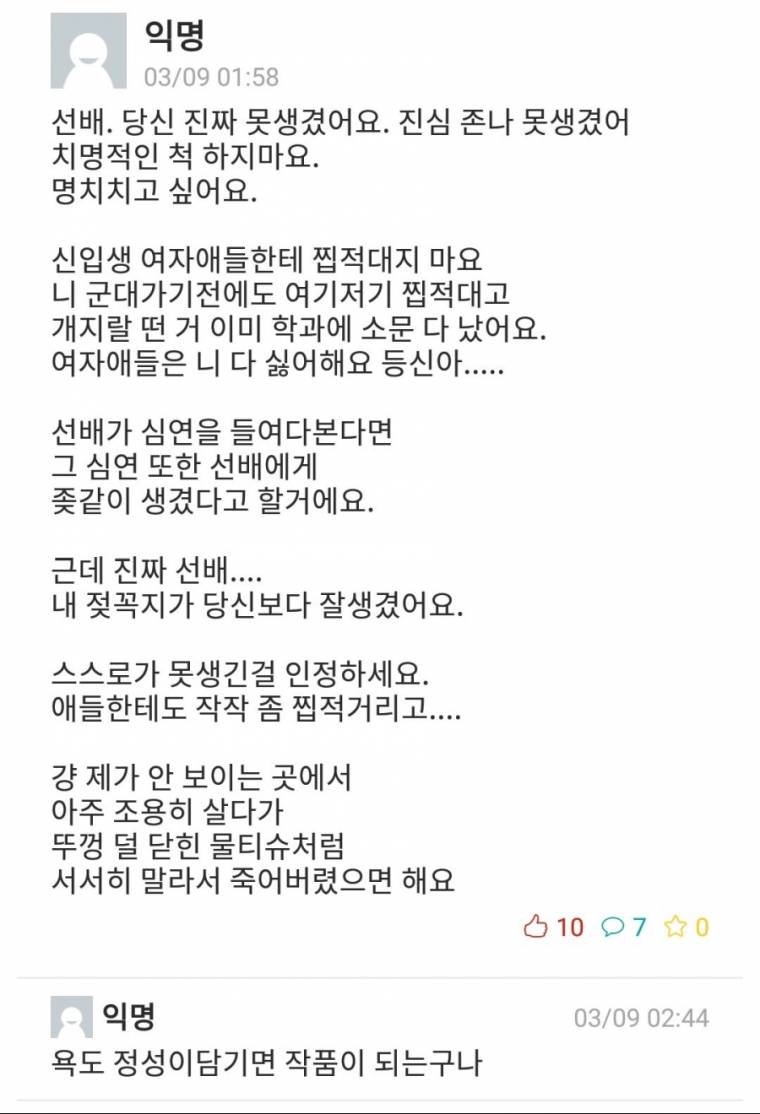 익명
03/09 01:58
선배. 당신 진짜 못생겼어요. 진심 존나 못생겼어
치명적인 척 하지마요.
명치치고 싶어요.
신입생 여자애들한테 찝적대지 마요
니 군대가기전에도 여기저기 찝적대고
개지랄 떤 거 이미 학과에 소문 다 났어요.
여자애들은 니 다 싫어해요 등신아.....
선배가 심연을 들여다본다면
그 심연 또한 선배에게
좆같이 생겼다고 할거에요.
근데 진짜 선배....
내 젖꼭지가 당신보다 잘생겼어요.
스스로가 못생긴걸 인정하세요.
애들한테도 작작 좀 찝적거리고....
걍 제가 안 보이는 곳에서
아주 조용히 살다가
뚜껑 덜 닫힌 물티슈처럼
서서히 말라서 죽어버렸으면 해요
10 7 0
익명
03/09 02:44
욕도 정성이담기면 작품이 되는구나